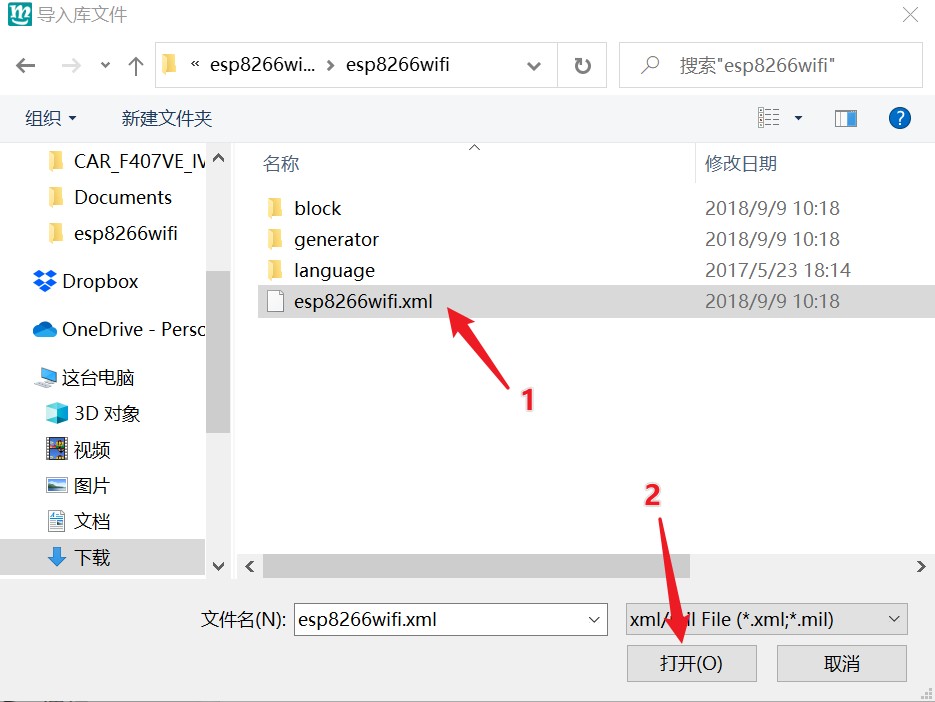 导入库文件
« esp8266wi... > esp8266wifi
搜索"esp8266wifi"
组织 新建文件夹
名称 修改日期
CAR_F407VE_IV
Documents
esp8266wifi
Dropbox
OneDrive - Perso
这台电脑
3D 对象
视频
图片
文档
下载
block 2018/9/9 10:18
generator 2018/9/9 10:18
language 2017/5/23 18:14
esp8266wifi.xml 2018/9/9 10:18
1
2
文件名(N): esp8266wifi.xml
xml/ File (*.xml;*.mil)
打开(O) 取消